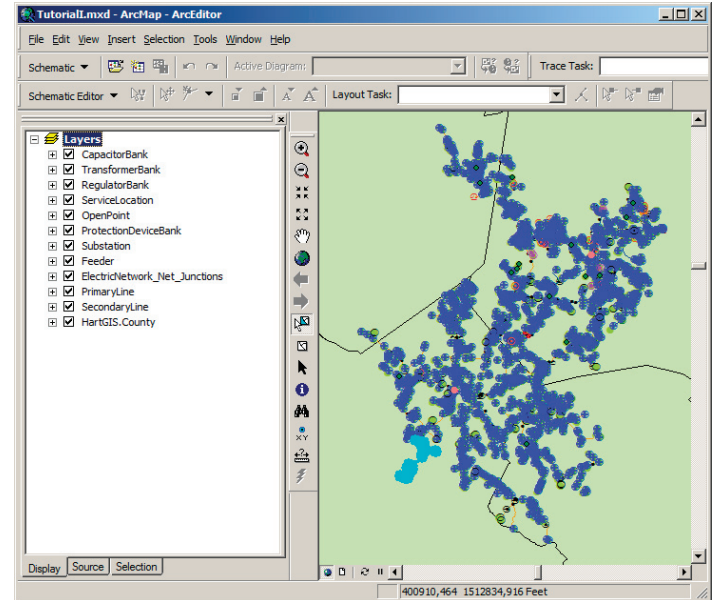 TutorialI.mxd - ArcMap - ArcEditor
File Edit View Insert Selection Tools Window Help
Schematic Active Diagram: Trace Task:
Schematic Editor Layout Task:
Layers
CapacitorBank
TransformerBank
RegulatorBank
ServiceLocation
OpenPoint
ProtectionDeviceBank
Substation
Feeder
ElectricNetwork_Net_Junctions
PrimaryLine
SecondaryLine
HartGIS.County
XY
Display Source Selection
400910,464 1512834,916 Feet